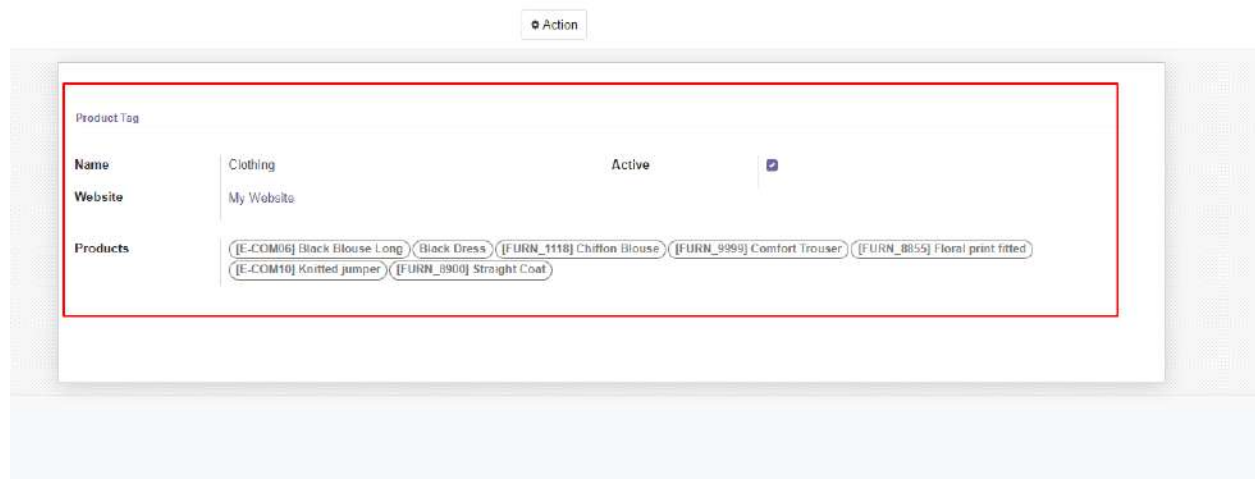 Action
Product Tag
Name Clothing Active
Website My Website
Products [E-COM06] Black Blouse Long Black Dress [FURN_1118] Chiffon Blouse [FURN_9999] Comfort Trouser [FURN_8855] Floral print fitted
[E-COM10] Knitted jumper [FURN_8900] Straight Coat